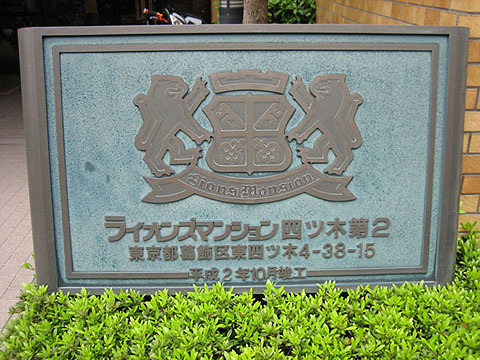 Lions Mansion
ライオンズマンション四ツ木第2
東京都葛飾区東四ツ木4-38-15
平成2年10月竣工